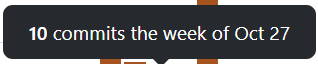 10 commits the week of Oct 27